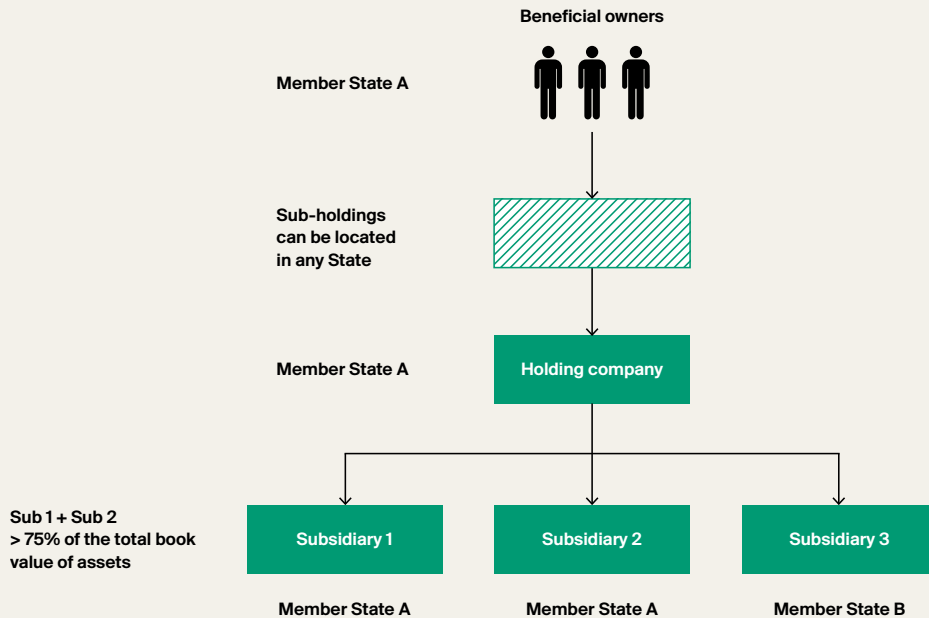 Beneficial owners
Member State A
Sub-holdings
can be located
in any State
Member State A
Holding company
Sub 1 + Sub 2
> 75% of the total book
value of assets
Subsidiary 1
Subsidiary 2
Subsidiary 3
Member State A
Member State A
Member State B